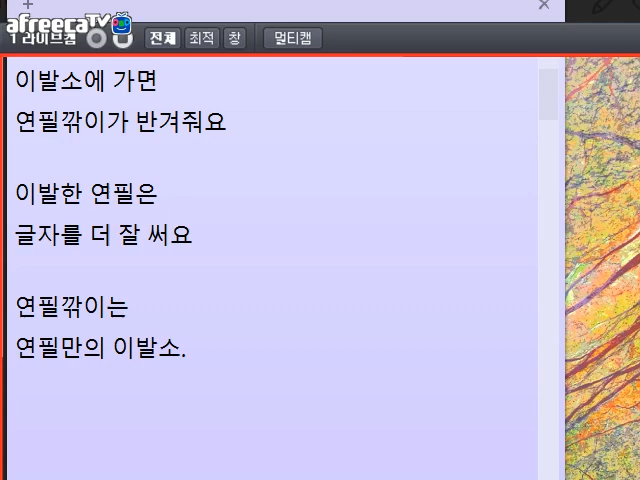 afreecaTV
1 라이브캠
전체 최적 창 멀티캠
이발소에 가면
연필깎이가 반겨줘요
이발한 연필은
글자를 더 잘 써요
연필깎이는
연필만의 이발소.